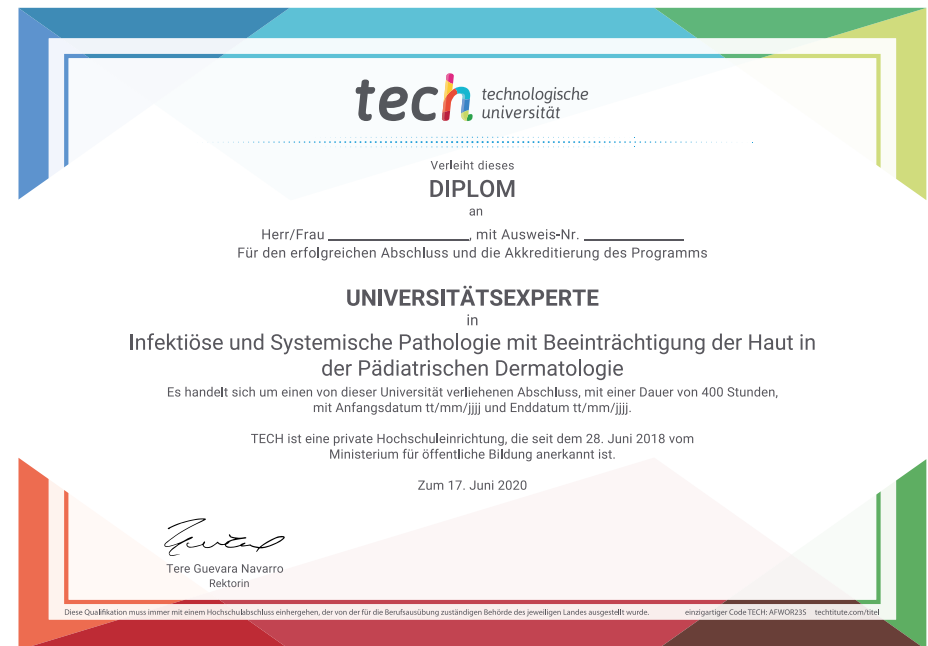 tech technologische
universität
Verleiht dieses
DIPLOM
an
Herr/Frau ____________________, mit Ausweis-Nr. ______________
Für den erfolgreichen Abschluss und die Akkreditierung des Programms
UNIVERSITÄTSEXPERTE
in
Infektiöse und Systemische Pathologie mit Beeinträchtigung der Haut in
der Pädiatrischen Dermatologie
Es handelt sich um einen von dieser Universität verliehenen Abschluss, mit einer Dauer von 400 Stunden,
mit Anfangsdatum tt/mm/jjjj und Enddatum tt/mm/jjjj.
TECH ist eine private Hochschuleinrichtung, die seit dem 28. Juni 2018 vom
Ministerium für öffentliche Bildung anerkannt ist.
Zum 17. Juni 2020
Tere Guevara Navarro
Rektorin
Diese Qualifikation muss immer mit einem Hochschulabschluss einhergehen, der von der für die Berufsausübung zuständigen Behörde des jeweiligen Landes ausgestellt wurde. einzigartiger Code TECH: AFWOR23S techtitute.com/titel